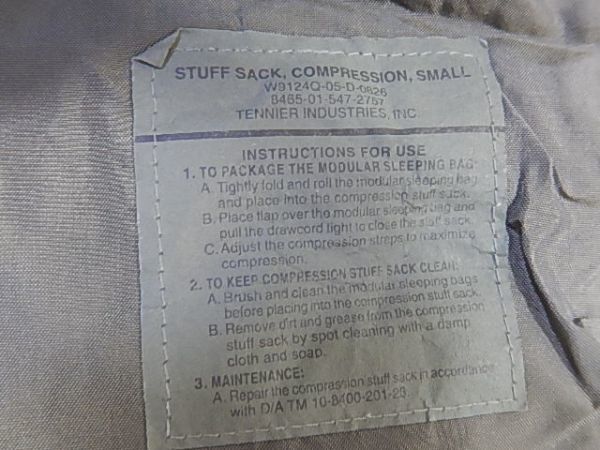 STUFF SACK, COMPRESSION, SMALL
W9124Q-05-D-0826
8465-01-547-2757
TENNIER INDUSTRIES, INC.
INSTRUCTIONS FOR USE
1. TO PACKAGE THE MODULAR SLEEPING BAG:
A. Tightly fold and roll the modular sleeping bag
and place into the compression stuff sack.
B. Place flap over the modular sleeping bag and
pull the drawcord tight to close the stuff sack.
C. Adjust the compression straps to maximize
compression.
2. TO KEEP COMPRESSION STUFF SACK CLEAN:
A. Brush and clean the modular sleeping bags
before placing into the compression stuff sack.
B. Remove dirt and grease from the compression
stuff sack by spot cleaning with a damp
cloth and soap.
3. MAINTENANCE:
A. Repair the compression stuff sack in accordance
with D/A TM 10-8400-201-23.